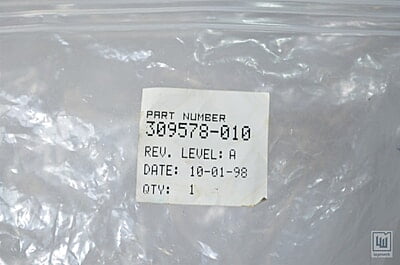 PART NUMBER
309578-010
REV. LEVEL: A
DATE: 10-01-98
QTY: 1